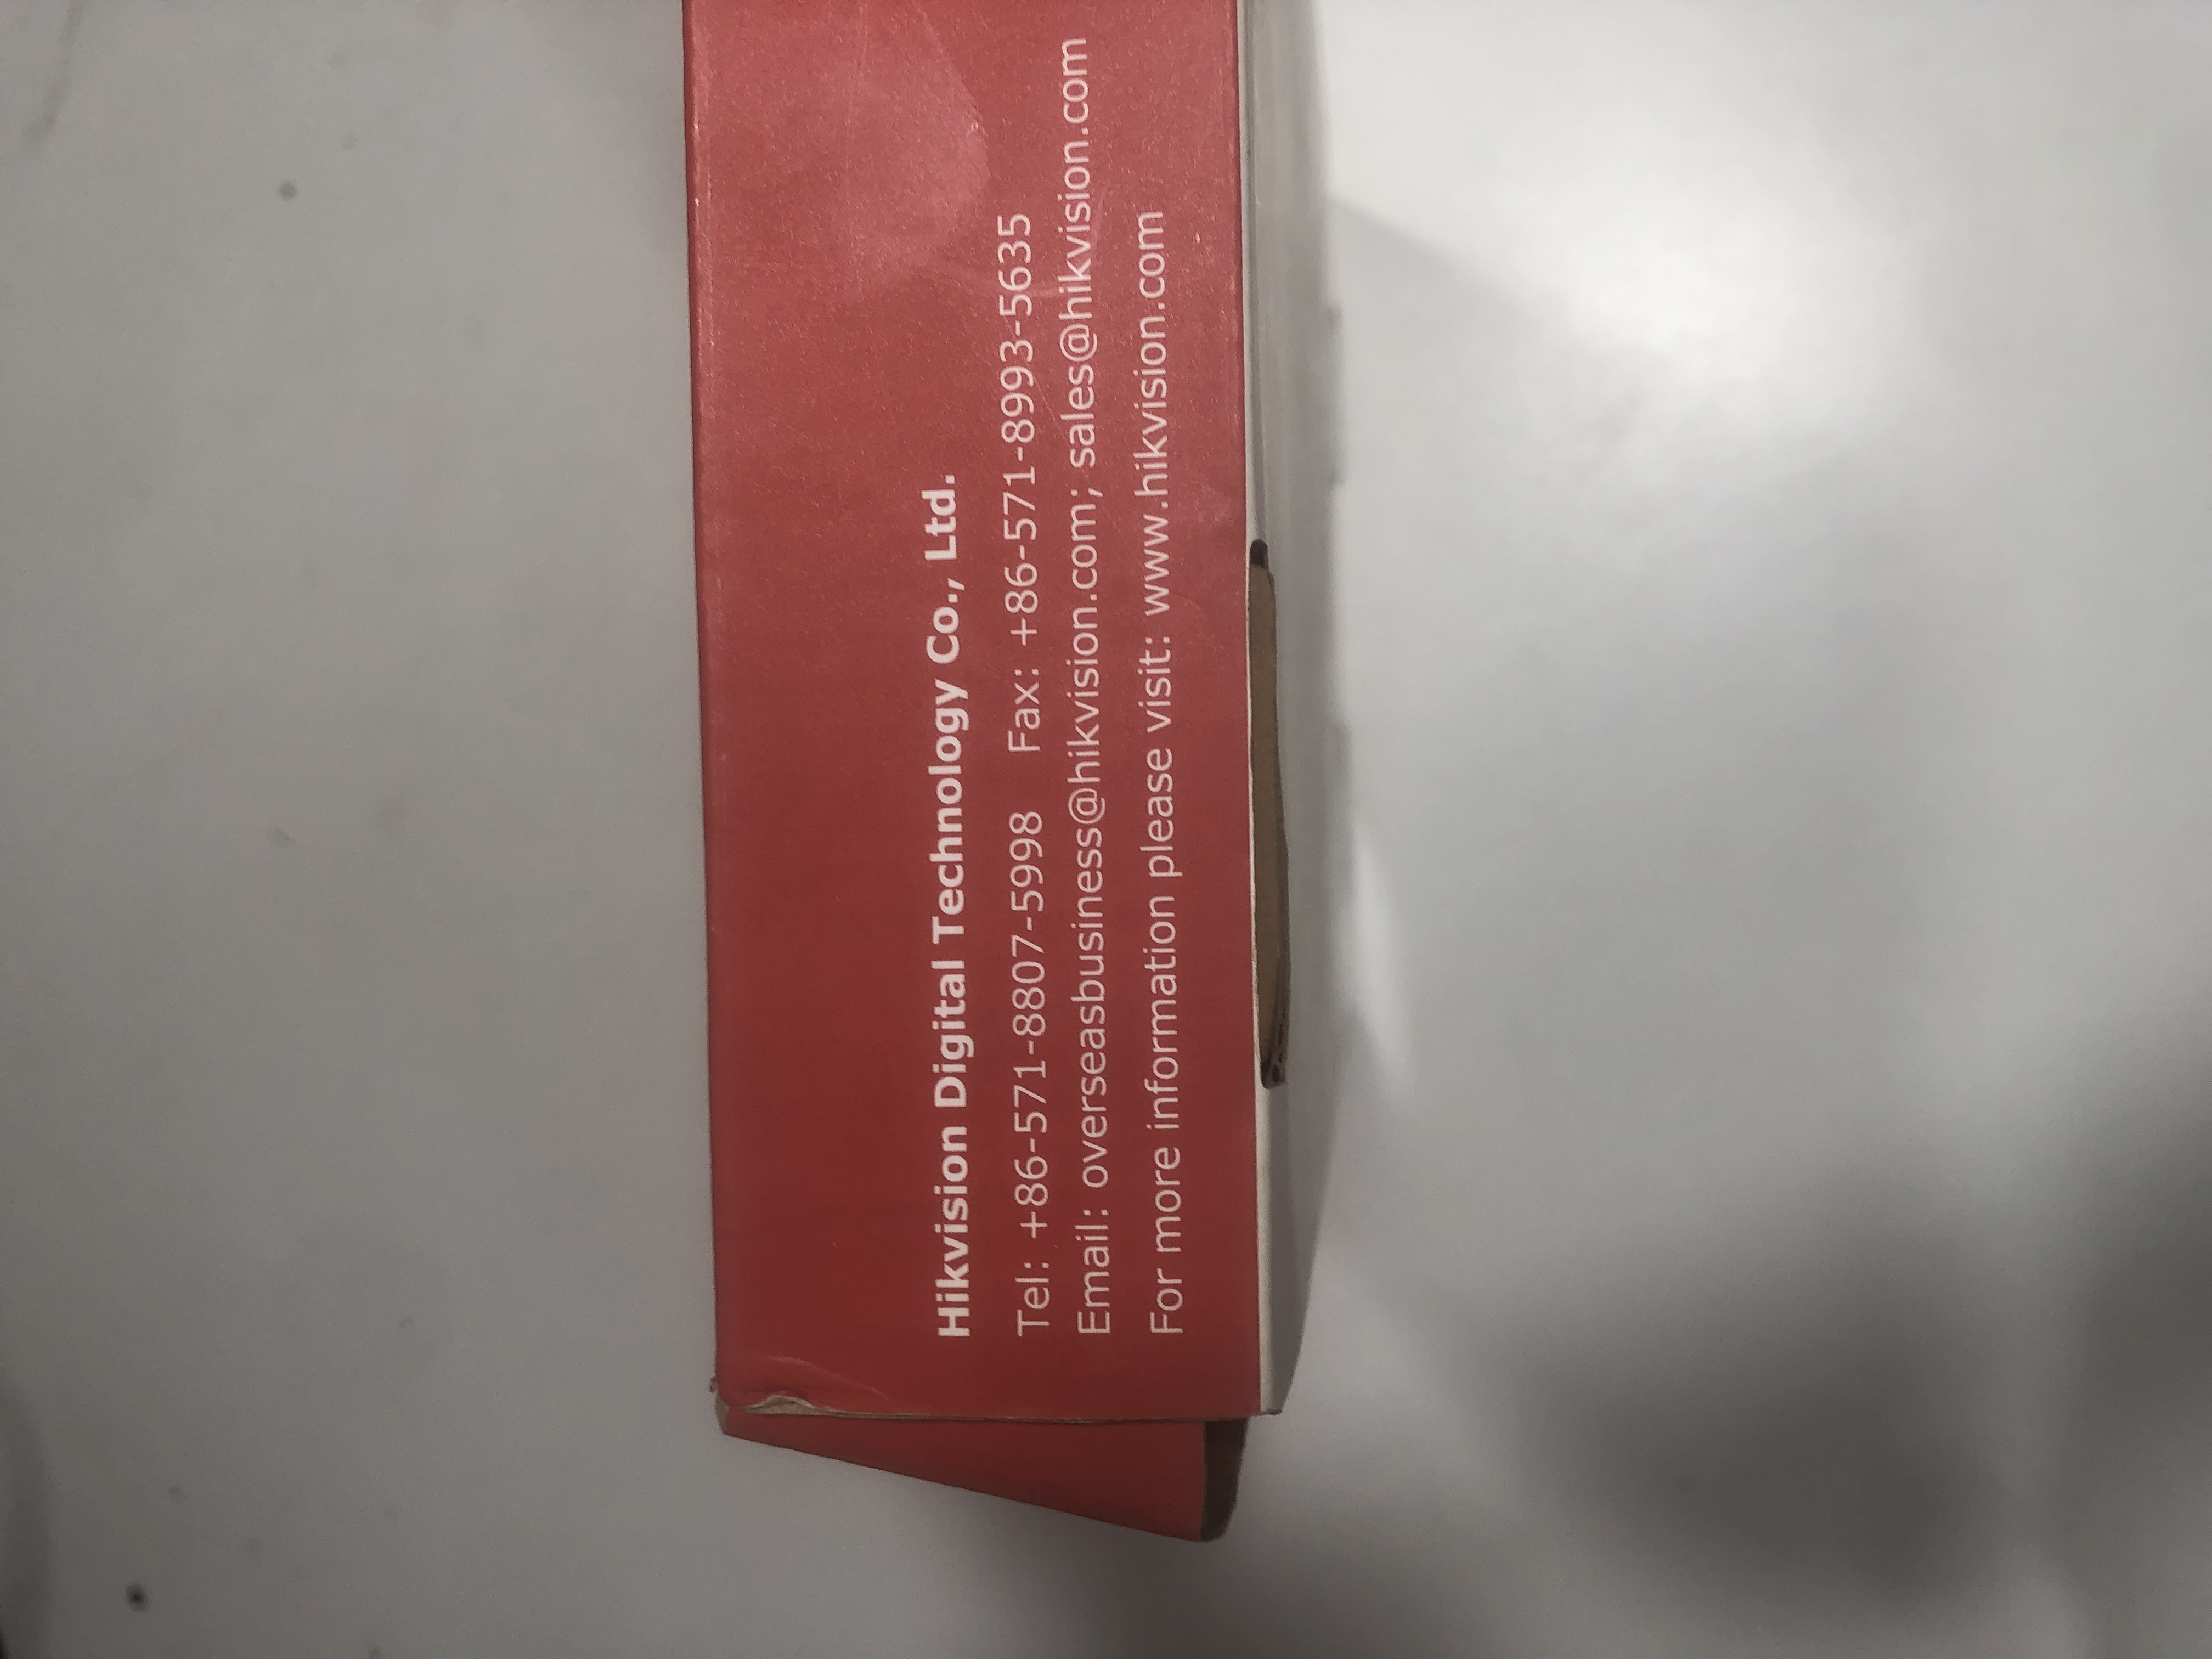 Hikvision Digital Technology Co., Ltd.
Tel: +86-571-8807-5998 Fax: +86-571-8993-5635
Email: overseasbusiness@hikvision.com; sales@hikvision.com
For more information please visit: www.hikvision.com